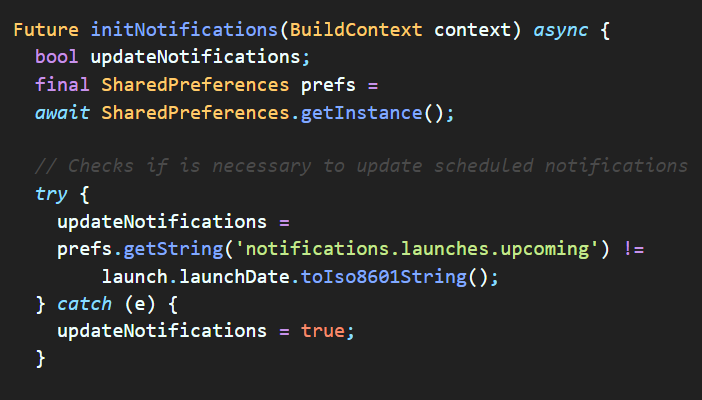 Future initNotifications(BuildContext context) async {
  bool updateNotifications;
  final SharedPreferences prefs =
  await SharedPreferences.getInstance();

  // Checks if is necessary to update scheduled notifications
  try {
    updateNotifications =
    prefs.getString('notifications.launches.upcoming') !=
        launch.launchDate.toIso8601String();
  } catch (e) {
    updateNotifications = true;
  }